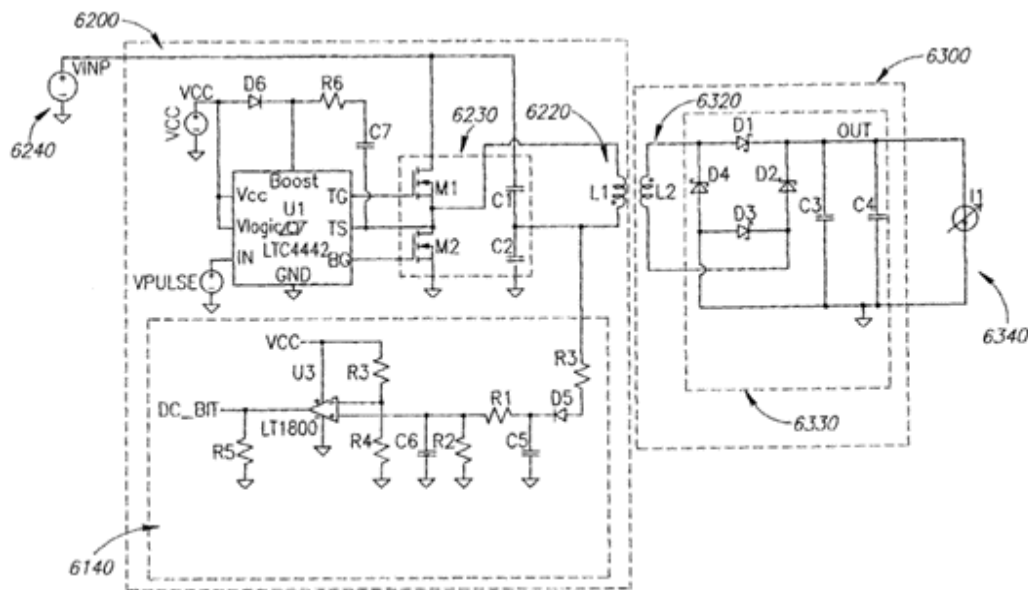 6200
6300
VINP
6320
VCC
D6
R6
6230
6220
D1
OUT
6240
VCC
C7
Boost
M1
D4
D2
Vcc
TG
C1
L1
L2
C3
C4
I1
U1
D3
Vlogic
TS
LTC4442
M2
C2
IN
BG
GND
VPULSE
6340
VCC
U3
R3
R3
6330
DC_BIT
R1
D5
LT1800
R5
R4
C6
R2
C5
6140